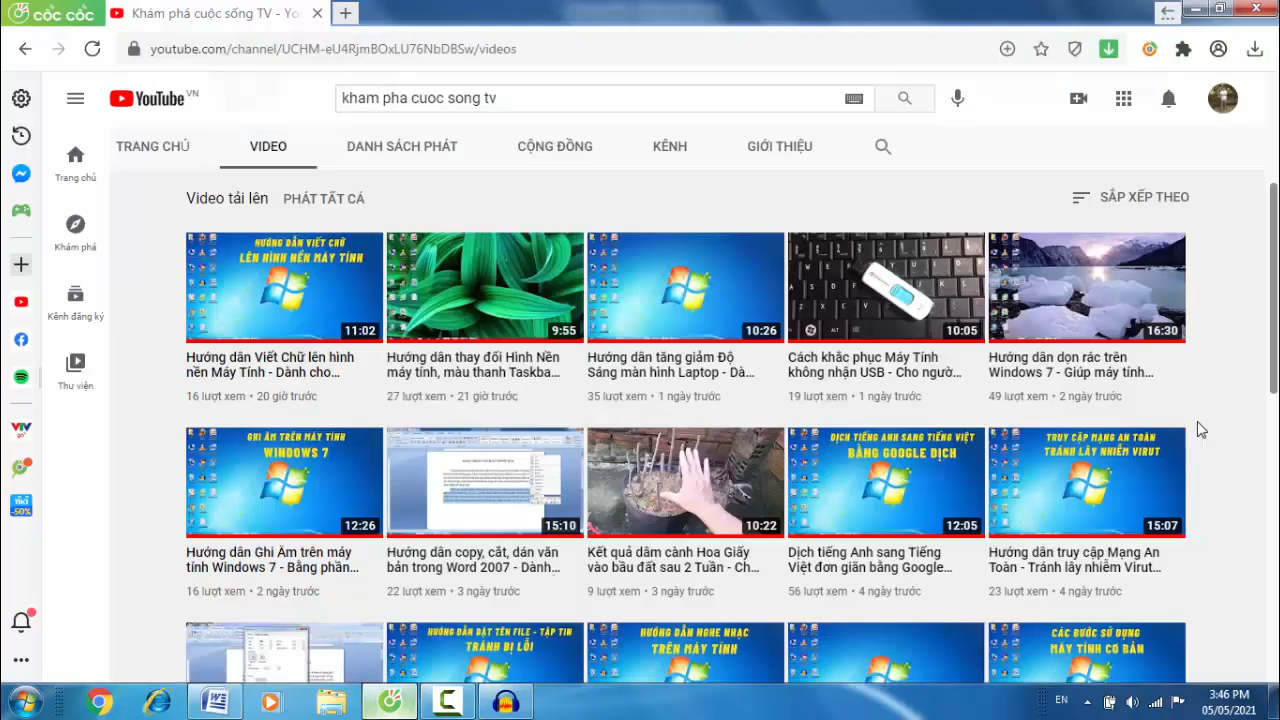 cốc cốc
Khám phá cuộc sống TV - Yo
youtube.com/channel/UCHM-eU4RjmBOxLU76NbDBSw/videos
YouTube VN
kham pha cuoc song tv
TRANG CHỦ
VIDEO
DANH SÁCH PHÁT
CỘNG ĐỒNG
KÊNH
GIỚI THIỆU
Trang chủ
Khám phá
Kênh đăng ký
Thư viện
Video tải lên
PHÁT TẤT CẢ
SẮP XẾP THEO
HƯỚNG DẪN VIẾT CHỮ
LÊN HÌNH NỀN MÁY TÍNH
11:02
9:55
10:26
10:05
16:30
Hướng dẫn Viết Chữ lên hình
nền Máy Tính - Dành cho...
16 lượt xem • 20 giờ trước
Hướng dẫn thay đổi Hình Nền
máy tính, màu thanh Taskba...
27 lượt xem • 21 giờ trước
Hướng dẫn tăng giảm Độ
Sáng màn hình Laptop - Dà...
35 lượt xem • 1 ngày trước
Cách khắc phục Máy Tính
không nhận USB - Cho ngườ...
19 lượt xem • 1 ngày trước
Hướng dẫn dọn rác trên
Windows 7 - Giúp máy tính...
49 lượt xem • 2 ngày trước
GHI ÂM TRÊN MÁY TÍNH
WINDOWS 7
12:26
15:10
10:22
DỊCH TIẾNG ANH SANG TIẾNG VIỆT
BẰNG GOOGLE DỊCH
12:05
TRUY CẬP MẠNG AN TOÀN
TRÁNH LÂY NHIỄM VIRUT
15:07
Hướng dẫn Ghi Âm trên máy
tính Windows 7 - Bằng phần...
16 lượt xem • 2 ngày trước
Hướng dẫn copy, cắt, dán văn
bản trong Word 2007 - Dành...
22 lượt xem • 3 ngày trước
Kết quả dâm cành Hoa Giấy
vào bầu đất sau 2 Tuần - Ch...
9 lượt xem • 3 ngày trước
Dịch tiếng Anh sang Tiếng
Việt đơn giãn bằng Google...
56 lượt xem • 4 ngày trước
Hướng dẫn truy cập Mạng An
Toàn - Tránh lây nhiễm Virut...
23 lượt xem • 4 ngày trước
HƯỚNG DẪN ĐẶT TÊN FILE - TẬP TIN
TRÁNH BỊ LỖI
HƯỚNG DẪN NGHE NHẠC
TRÊN MÁY TÍNH
CÁC BƯỚC SỬ DỤNG
MÁY TÍNH CƠ BẢN
VTV
go
TIKI
-50%
EN
3:46 PM
05/05/2021